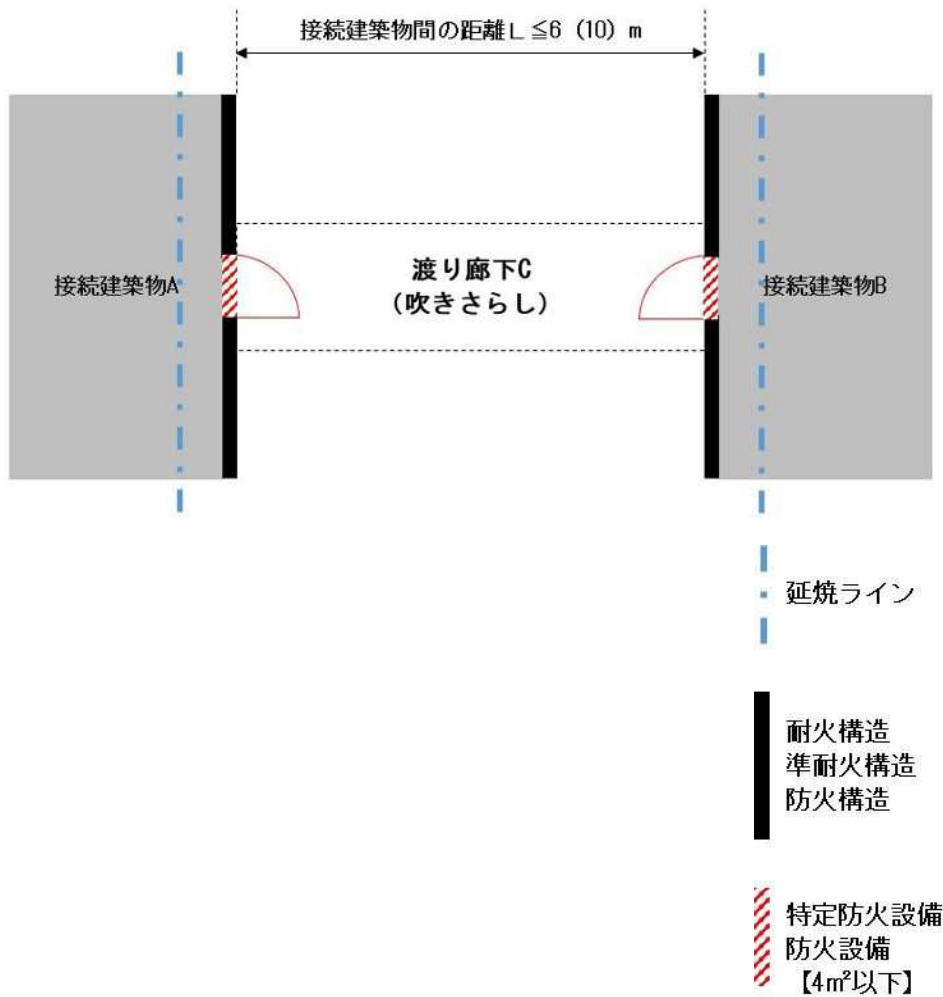 接続建築物間の距離L≦6（10）m
接続建築物A
渡り廊下C
（吹きさらし）
接続建築物B
延焼ライン
耐火構造
準耐火構造
防火構造
特定防火設備
防火設備
【4㎡以下】